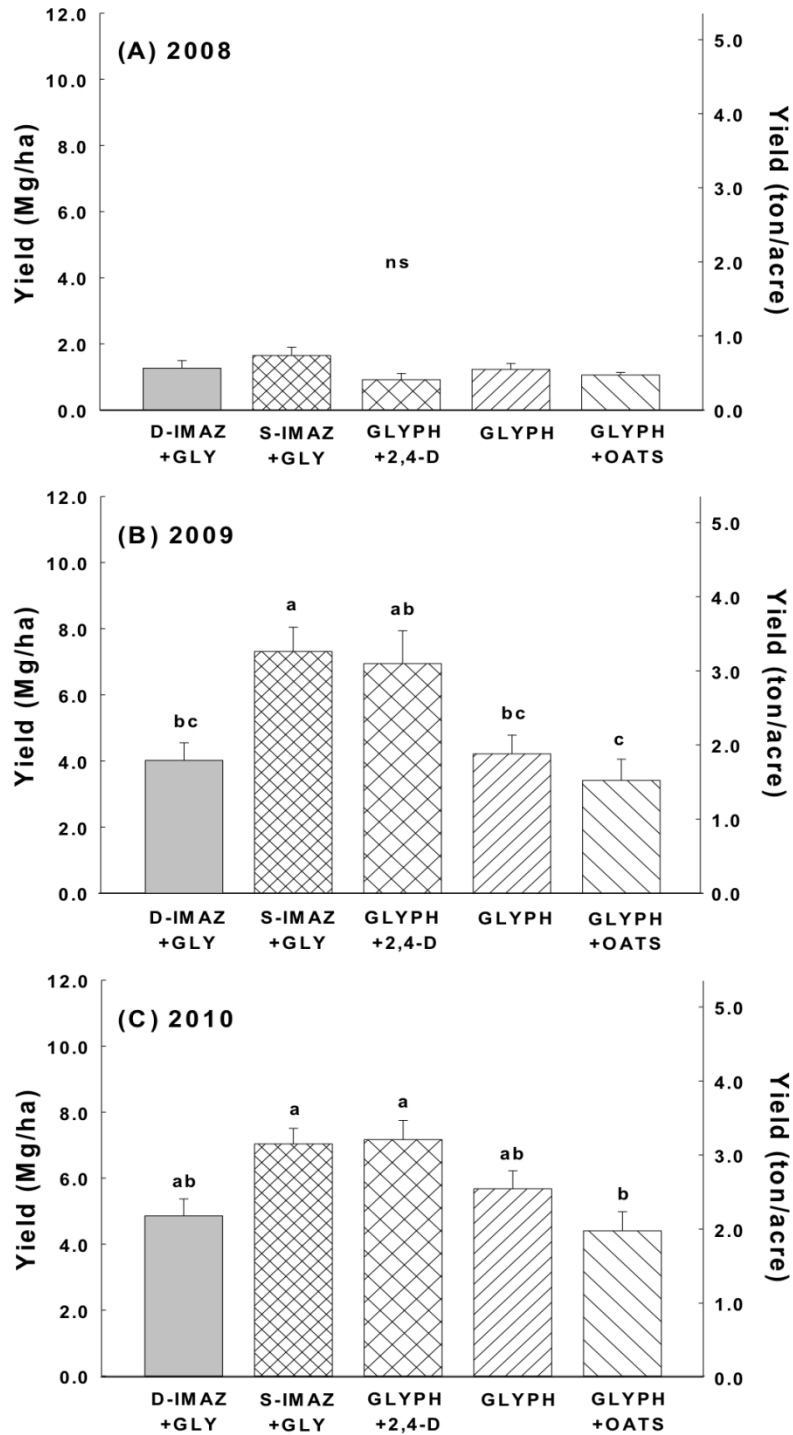 12.0
10.0
8.0
6.0
4.0
2.0
0.0
Yield (Mg/ha)
(A) 2008
ns
5.0
4.0
3.0
2.0
1.0
0.0
Yield (ton/acre)
D-IMAZ +GLY
S-IMAZ +GLY
GLYPH +2,4-D
GLYPH
GLYPH +OATS
12.0
10.0
8.0
6.0
4.0
2.0
0.0
Yield (Mg/ha)
(B) 2009
bc
a
ab
bc
c
5.0
4.0
3.0
2.0
1.0
0.0
Yield (ton/acre)
D-IMAZ +GLY
S-IMAZ +GLY
GLYPH +2,4-D
GLYPH
GLYPH +OATS
12.0
10.0
8.0
6.0
4.0
2.0
0.0
Yield (Mg/ha)
(C) 2010
ab
a
a
ab
b
5.0
4.0
3.0
2.0
1.0
0.0
Yield (ton/acre)
D-IMAZ +GLY
S-IMAZ +GLY
GLYPH +2,4-D
GLYPH
GLYPH +OATS